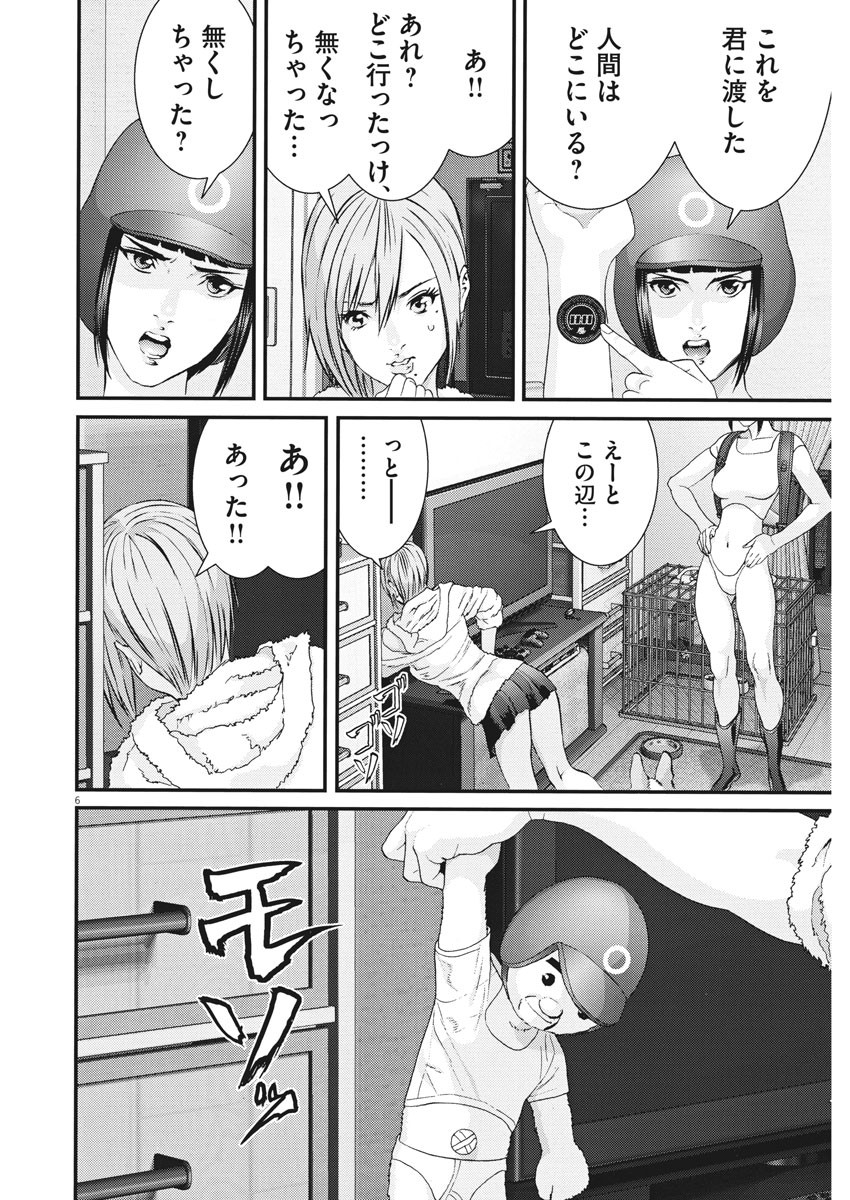 これを
君に渡した
人間は
どこにいる?
あ!!
あれ?
どこ行ったっけ、
無くなっ
ちゃった…
無くし
ちゃった?
えーと
この辺…
っとー
………
ゴソ
ゴソ
あ!!
あった!!
6
モソッ